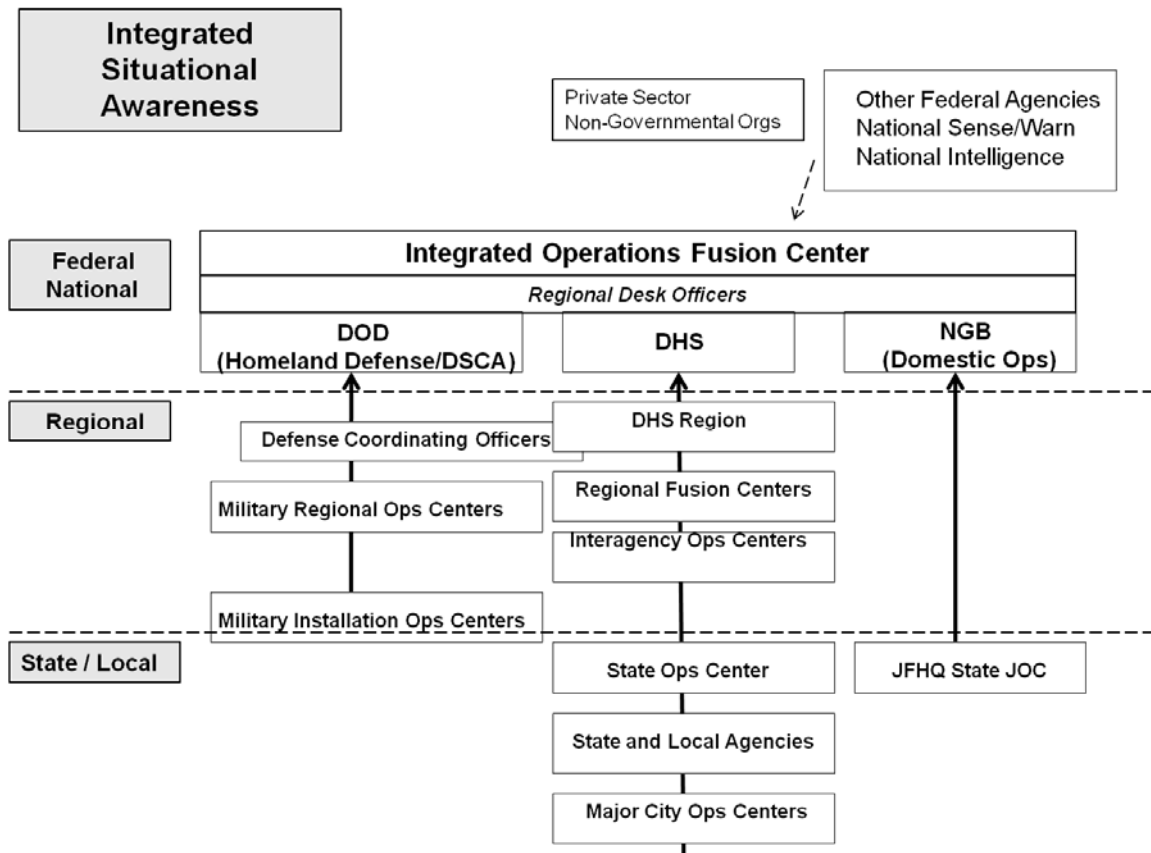 Integrated
Situational
Awareness
Private Sector
Non-Governmental Orgs
Other Federal Agencies
National Sense/Warn
National Intelligence
Federal
National
Integrated Operations Fusion Center
Regional Desk Officers
DOD
(Homeland Defense/DSCA)
DHS
NGB
(Domestic Ops)
Regional
Defense Coordinating Officers
DHS Region
Military Regional Ops Centers
Regional Fusion Centers
Interagency Ops Centers
Military Installation Ops Centers
State / Local
State Ops Center
JFHQ State JOC
State and Local Agencies
Major City Ops Centers